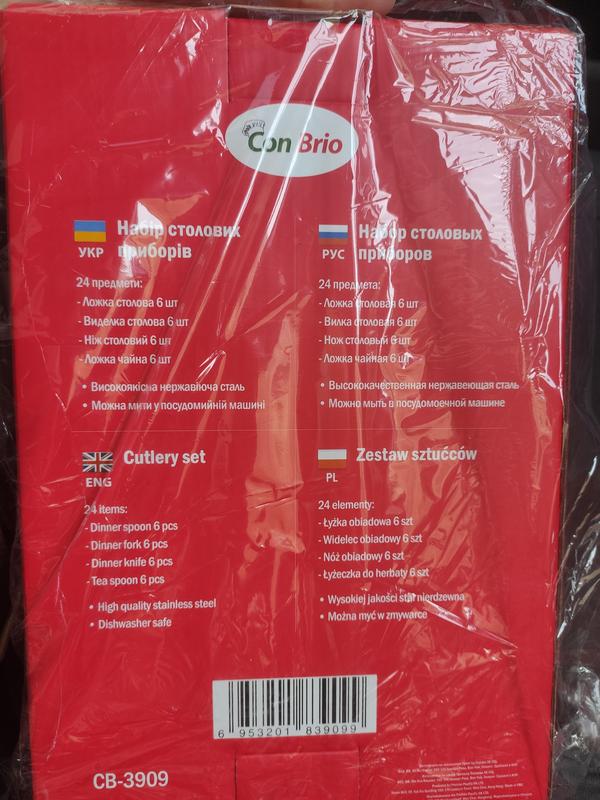 Con Brio
УКР
Набір столових
приборів
24 предмети:
- Ложка столова 6 шт
- Виделка столова 6 шт
- Ніж столовий 6 шт
- Ложка чайна 6 шт
• Високоякісна нержавіюча сталь
• Можна мити у посудомийній машині
РУС
Набор столовых
приборов
24 предмета:
- Ложка столовая 6 шт
- Вилка столовая 6 шт
- Нож столовый 6 шт
- Ложка чайная 6 шт
• Высококачественная нержавеющая сталь
• Можно мыть в посудомоечной машине
ENG
Cutlery set
24 items:
- Dinner spoon 6 pcs
- Dinner fork 6 pcs
- Dinner knife 6 pcs
- Tea spoon 6 pcs
• High quality stainless steel
• Dishwasher safe
PL
Zestaw sztućców
24 elementy:
- Łyżka obiadowa 6 szt
- Widelec obiadowy 6 szt
- Nóż obiadowy 6 szt
- Łyżeczka do herbaty 6 szt
• Wysokiej jakości stal nierdzewna
• Można myć w zmywarce
6 953201 839099
CB-3909